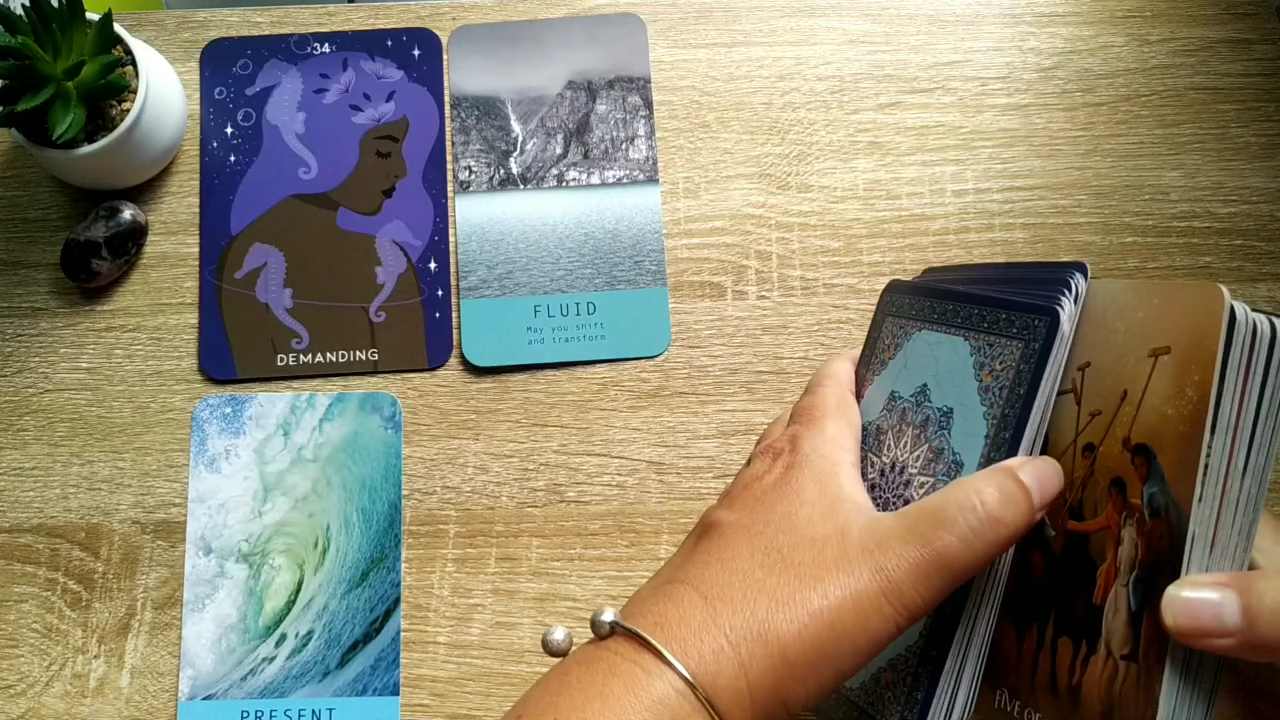 34
DEMANDING
FLUID
May you shift
and transform
PRESENT
FIVE OF